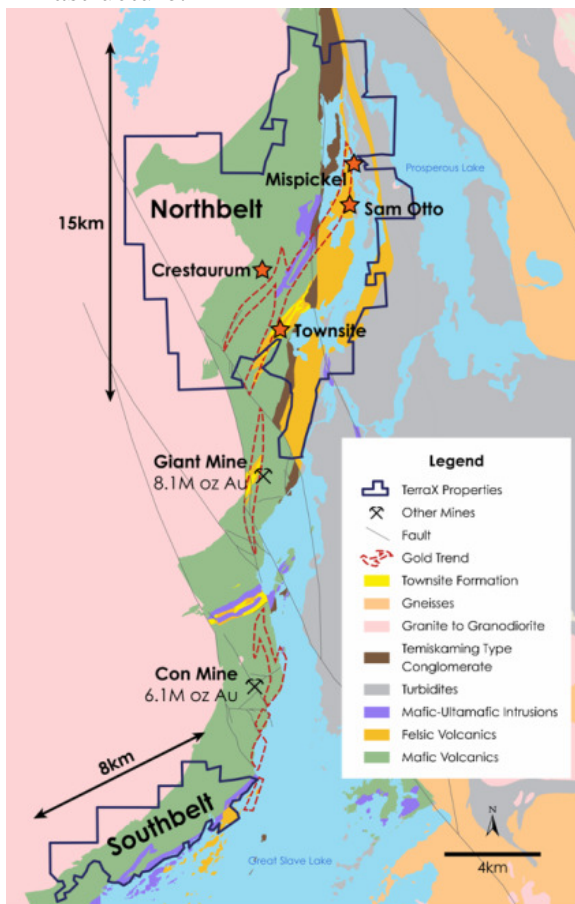 Prosperous Lake
Mispickel
Northbelt
Sam Otto
15km
Crestaurum
Townsite
Giant Mine
8.1M oz Au
Legend
TerraX Properties
Other Mines
Fault
Gold Trend
Townsite Formation
Gneisses
Granite to Granodiorite
Temiskaming Type
Conglomerate
Turbidites
Mafic-Ultamafic Intrusions
Felsic Volcanics
Mafic Volcanics
Con Mine
6.1M oz Au
8km
Southbelt
N
Great Slave Lake
4km